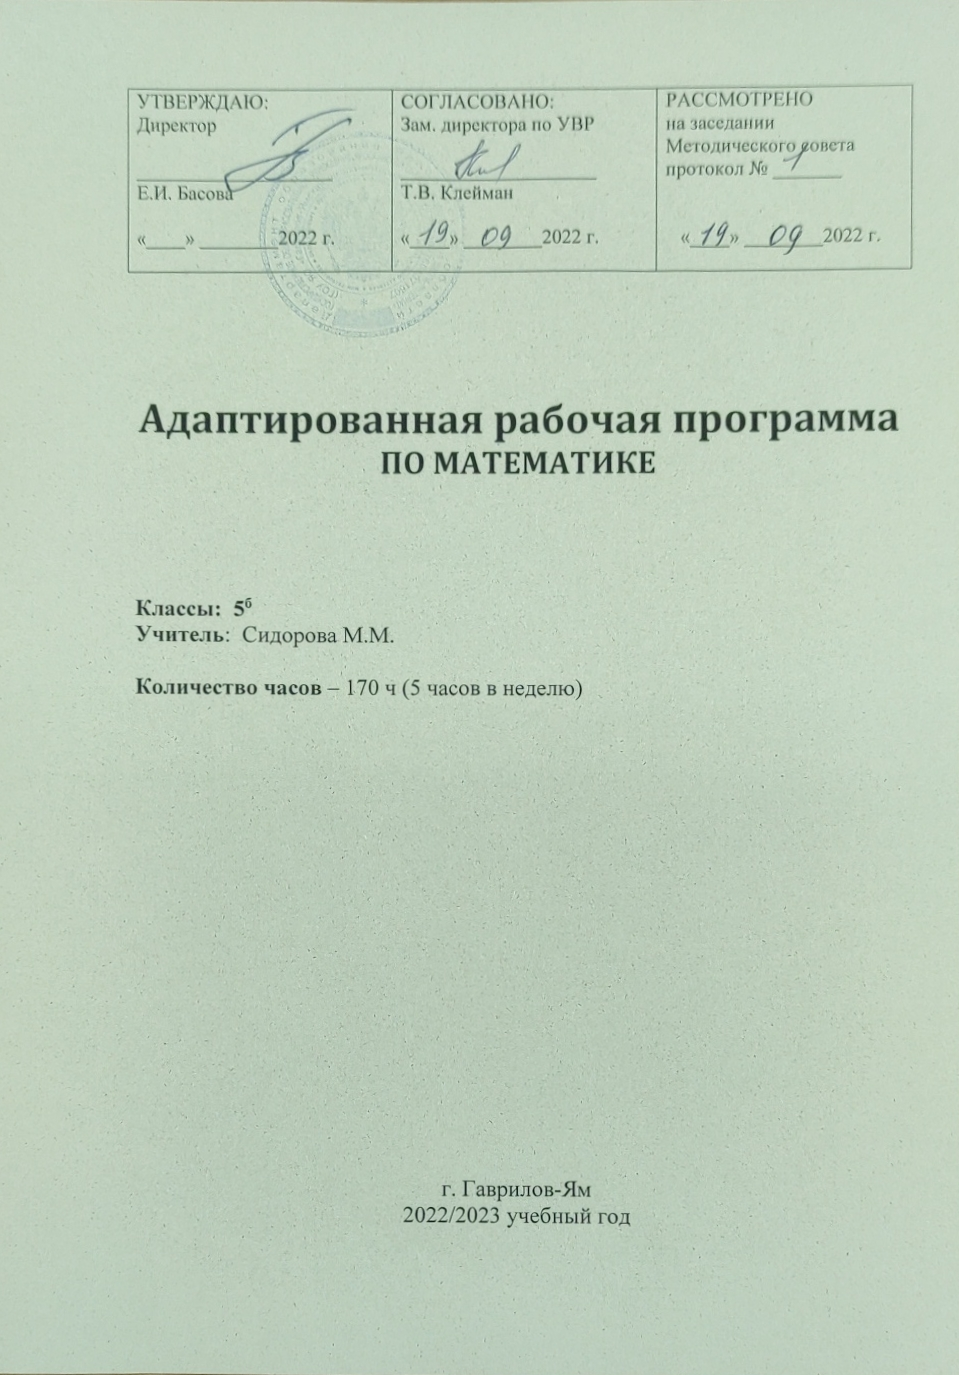 УТВЕРЖДАЮ:
Директор
_________________
Е.И. Басова
«____» ________2022 г.
СОГЛАСОВАНО:
Зам. директора по УВР
_________________
Т.В. Клейман
«19» 09 2022 г.
РАССМОТРЕНО
на заседании
Методического совета
протокол № 1
«19» 09 2022 г.
Адаптированная рабочая программа
ПО МАТЕМАТИКЕ
Классы: 5б
Учитель: Сидорова М.М.
Количество часов – 170 ч (5 часов в неделю)
г. Гаврилов-Ям
2022/2023 учебный год